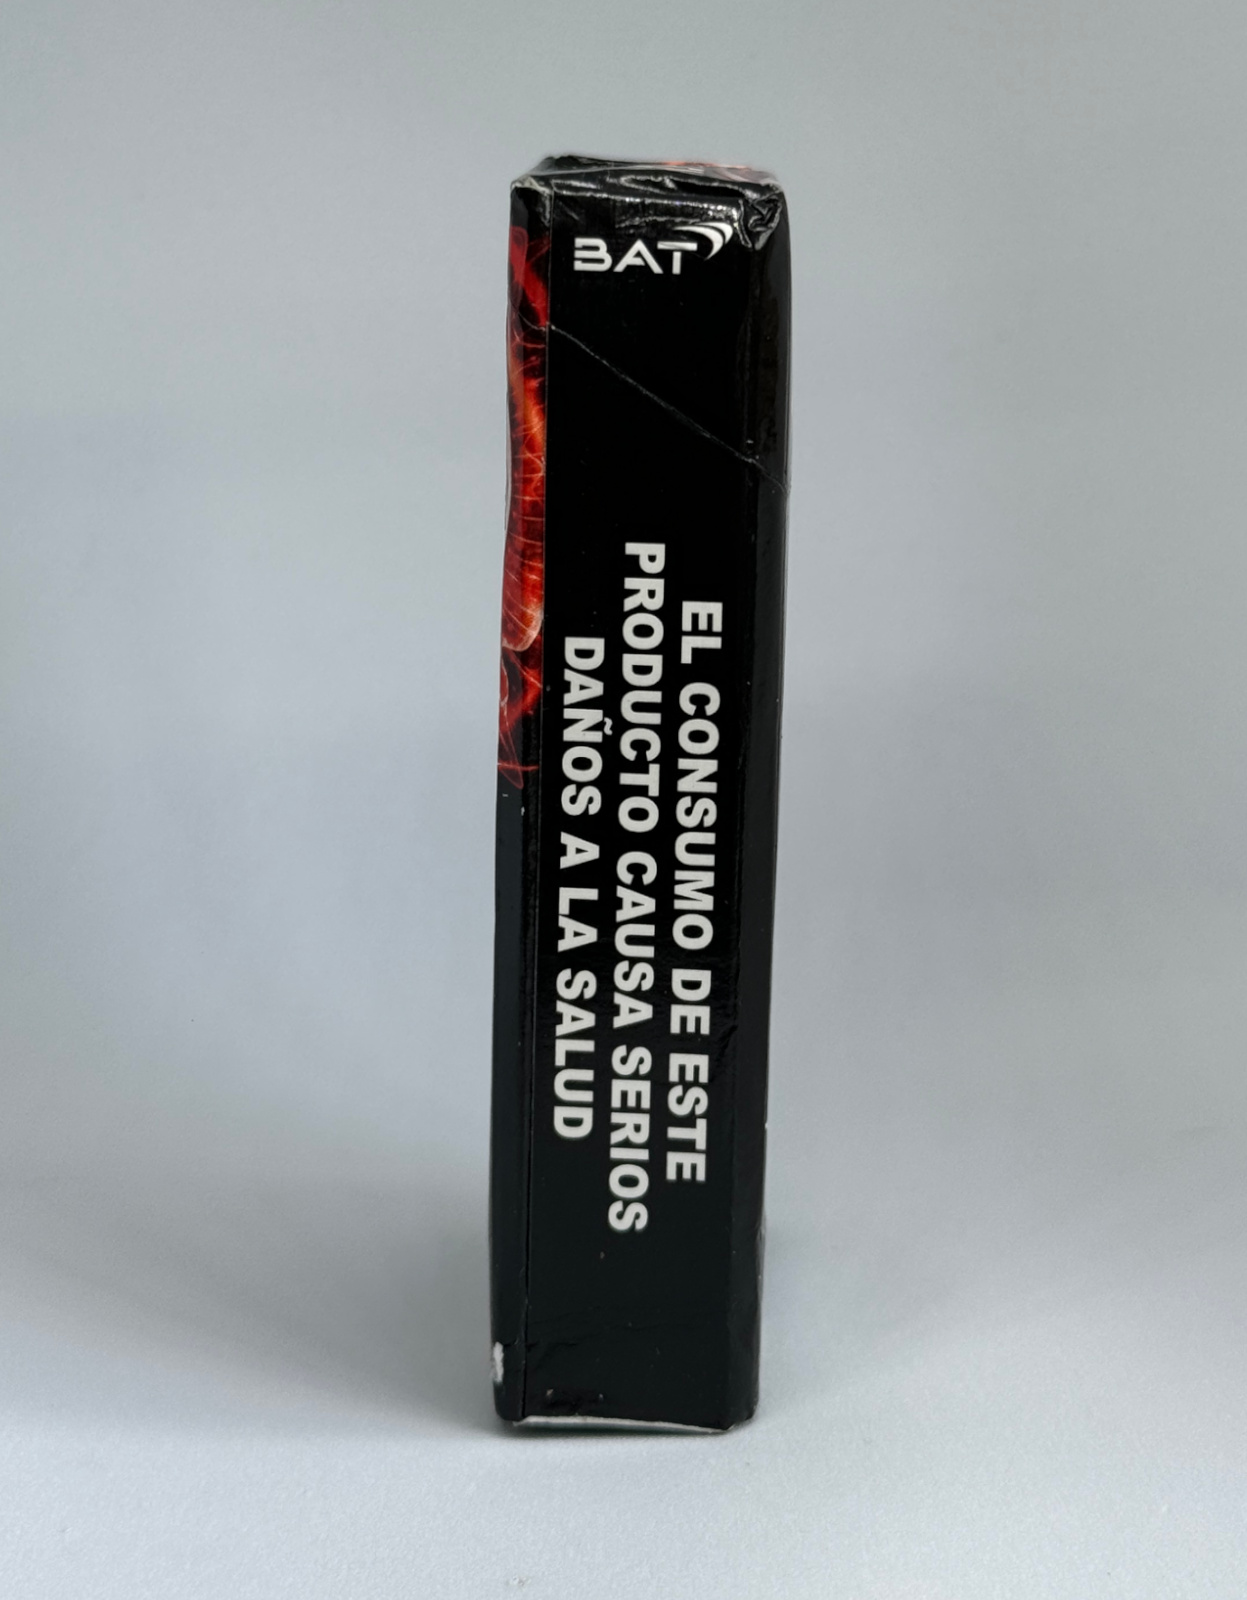 BAT
EL CONSUMO DE ESTE
PRODUCTO CAUSA SERIOS
DAÑOS A LA SALUD